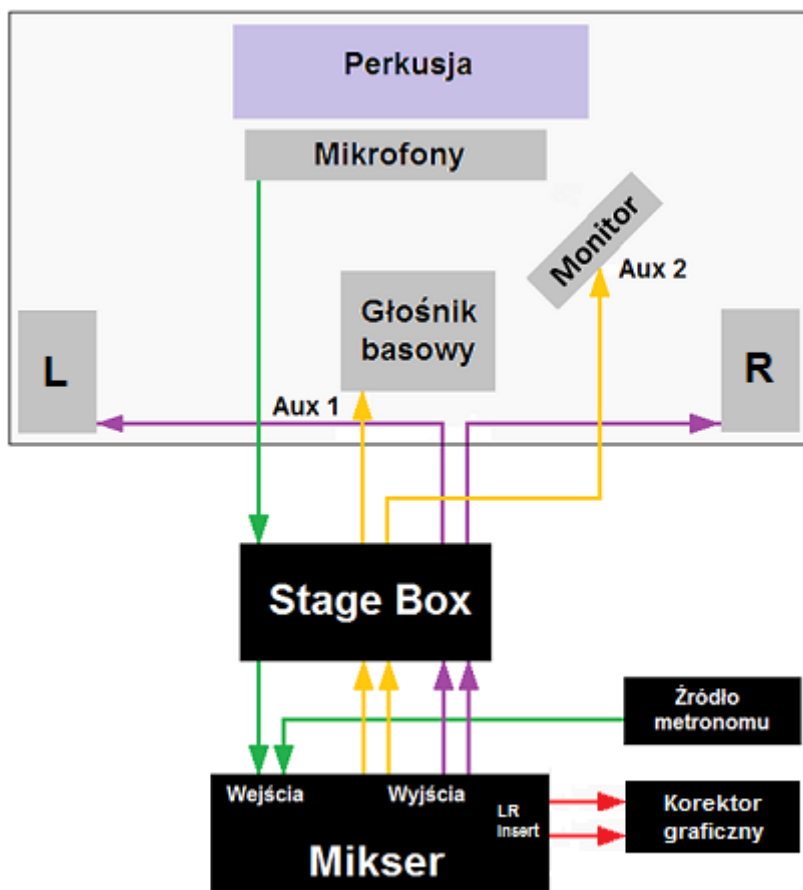 Perkusja
Mikrofony
Monitor
Aux 2
Głośnik
basowy
L
R
Aux 1
Stage Box
Źródło
metronomu
Wejścia
Wyjścia
LR
Insert
Korektor
graficzny
Mikser